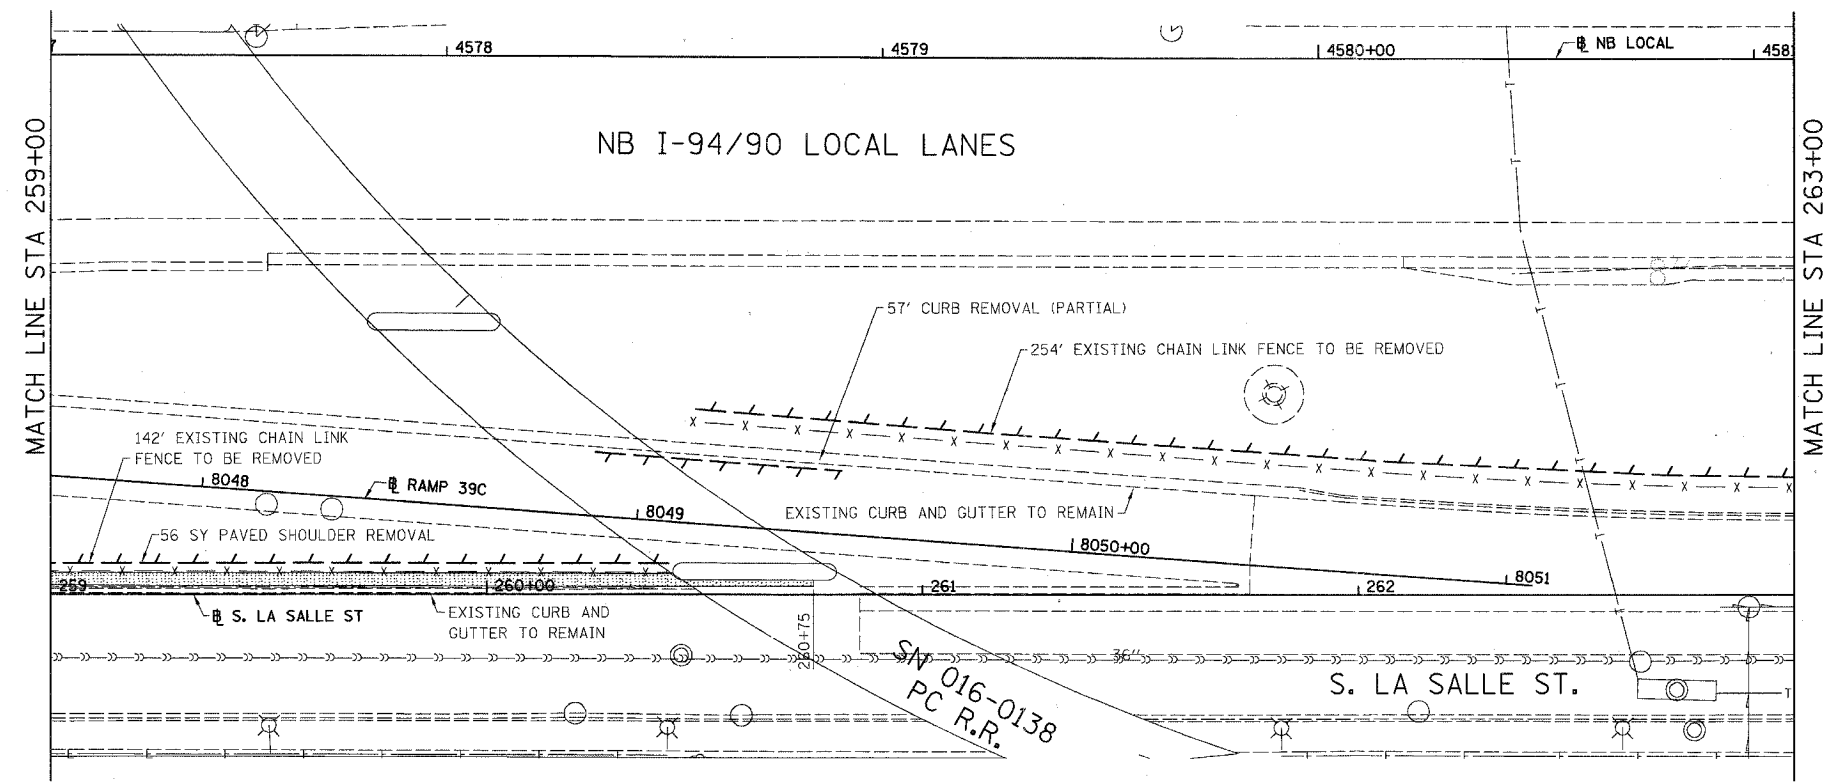 4578
4579
4580+00
℄ NB LOCAL
458
NB I-94/90 LOCAL LANES
MATCH LINE STA 259+00
MATCH LINE STA 263+00
57' CURB REMOVAL (PARTIAL)
254' EXISTING CHAIN LINK FENCE TO BE REMOVED
142' EXISTING CHAIN LINK
FENCE TO BE REMOVED
8048
RAMP 39C
8049
EXISTING CURB AND GUTTER TO REMAIN
56 SY PAVED SHOULDER REMOVAL
8050+00
8051
259
260+00
261
262
S. LA SALLE ST
EXISTING CURB AND
GUTTER TO REMAIN
260+75
36"
SN 016-0138
PC R.R.
S. LA SALLE ST.